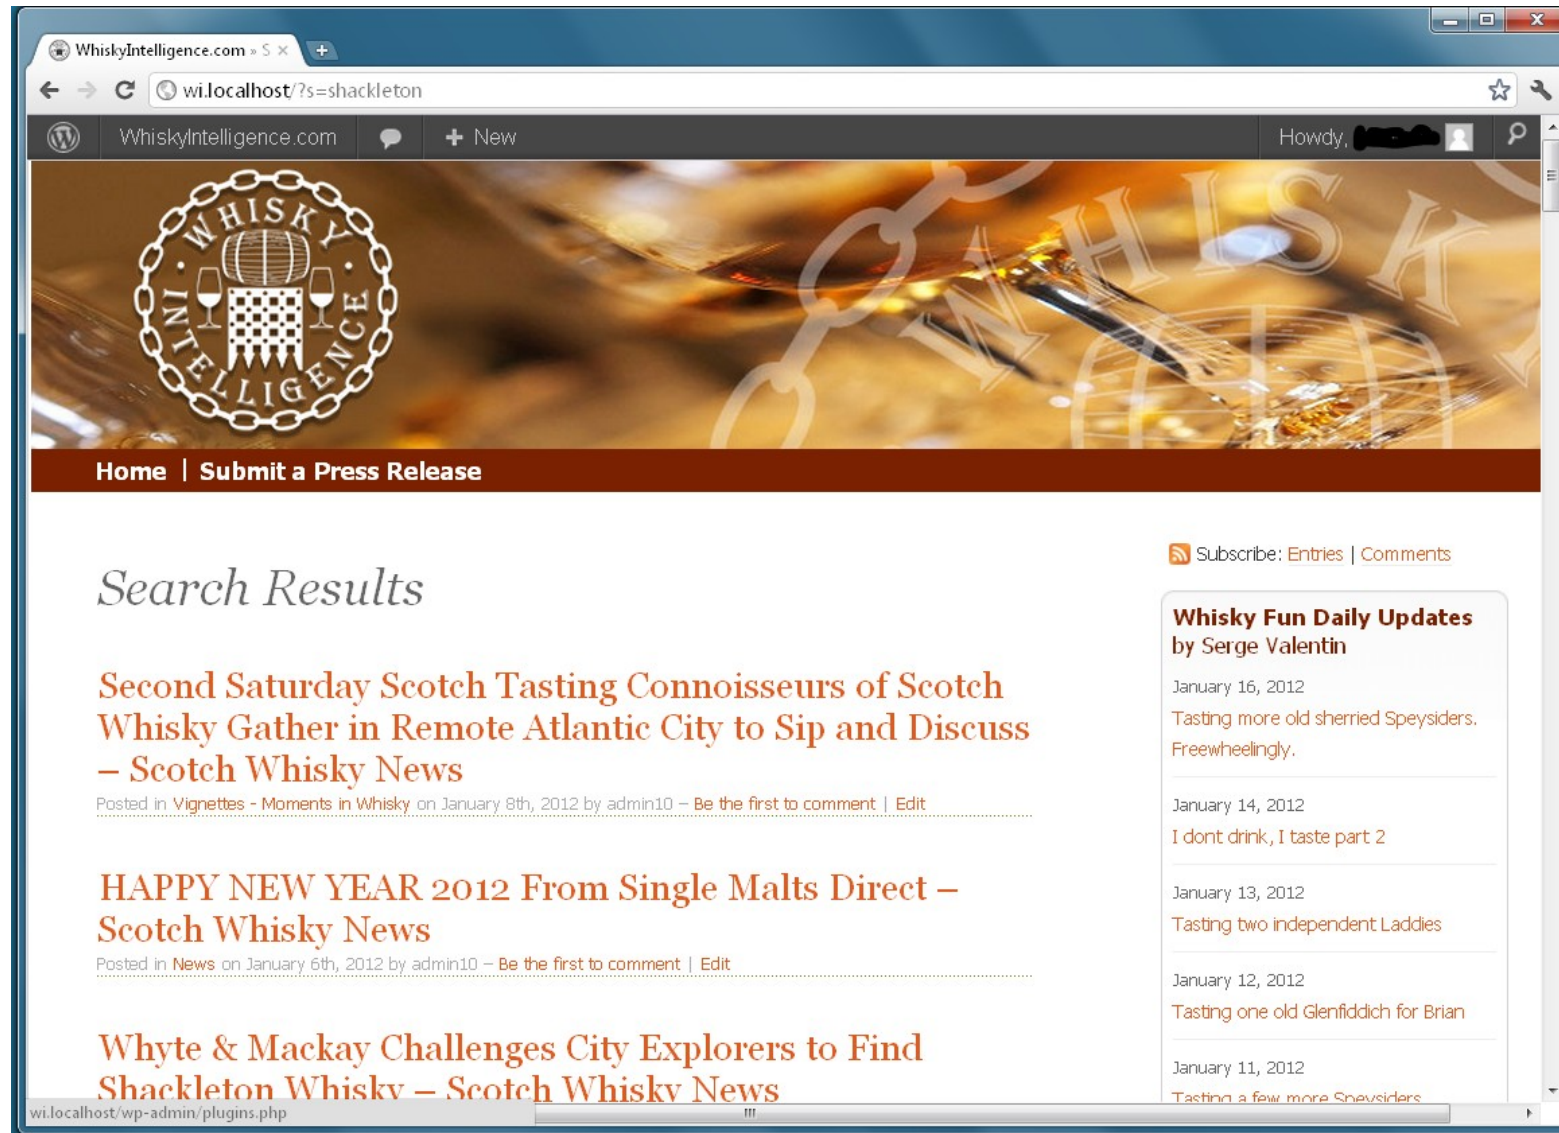 WhiskyIntelligence.com » S
wi.localhost/?s=shackleton
WhiskyIntelligence.com
New
Howdy,
WHISKY INTELLIGENCE
WHISKY
Home | Submit a Press Release
Subscribe: Entries | Comments
Search Results
Second Saturday Scotch Tasting Connoisseurs of Scotch
Whisky Gather in Remote Atlantic City to Sip and Discuss
– Scotch Whisky News
Posted in Vignettes - Moments in Whisky on January 8th, 2012 by admin10 – Be the first to comment | Edit
HAPPY NEW YEAR 2012 From Single Malts Direct –
Scotch Whisky News
Posted in News on January 6th, 2012 by admin10 – Be the first to comment | Edit
Whyte & Mackay Challenges City Explorers to Find
Shackleton Whisky – Scotch Whisky News
Whisky Fun Daily Updates
by Serge Valentin
January 16, 2012
Tasting more old sherried Speysiders.
Freewheelingly.
January 14, 2012
I dont drink, I taste part 2
January 13, 2012
Tasting two independent Laddies
January 12, 2012
Tasting one old Glenfiddich for Brian
January 11, 2012
Tasting a few more Speysiders
wi.localhost/wp-admin/plugins.php